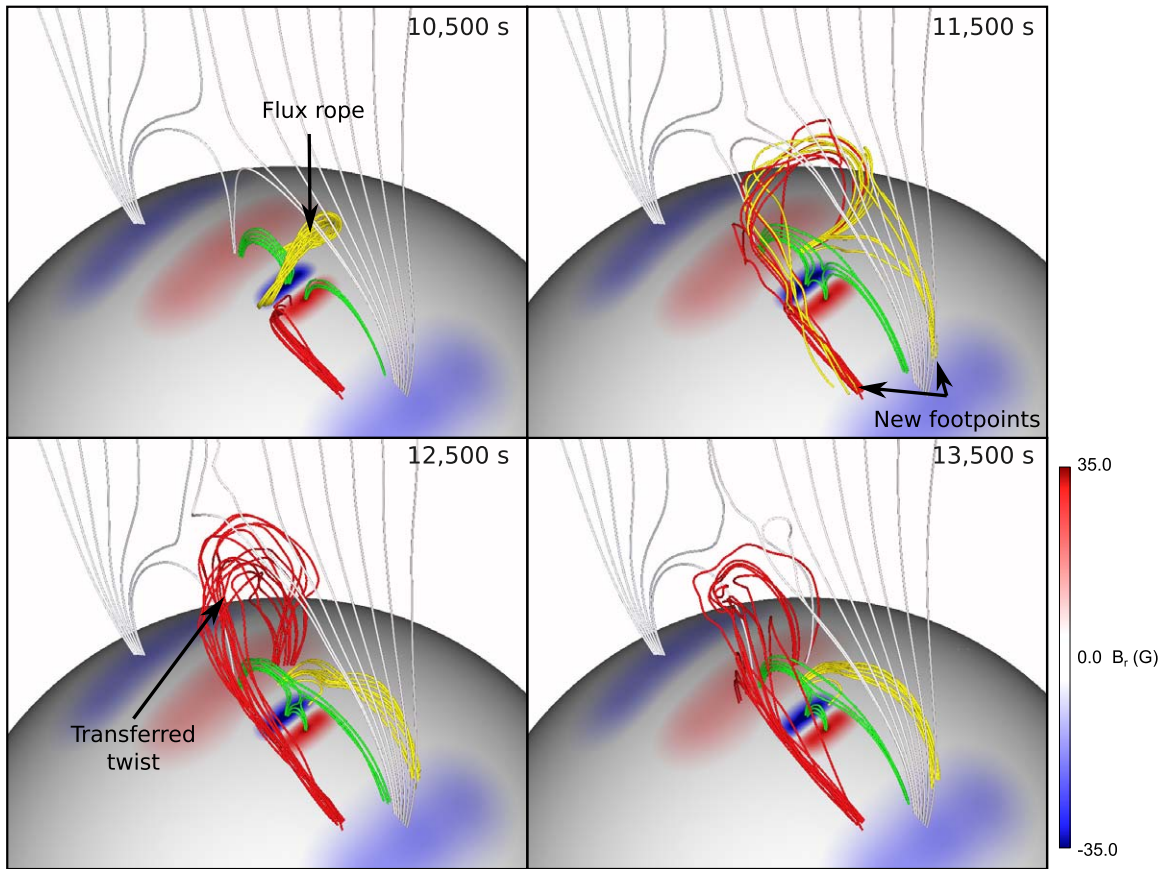 10,500 s
11,500 s
Flux rope
New footpoints
12,500 s
13,500 s
Transferred
twist
35.0
0.0 Br (G)
-35.0